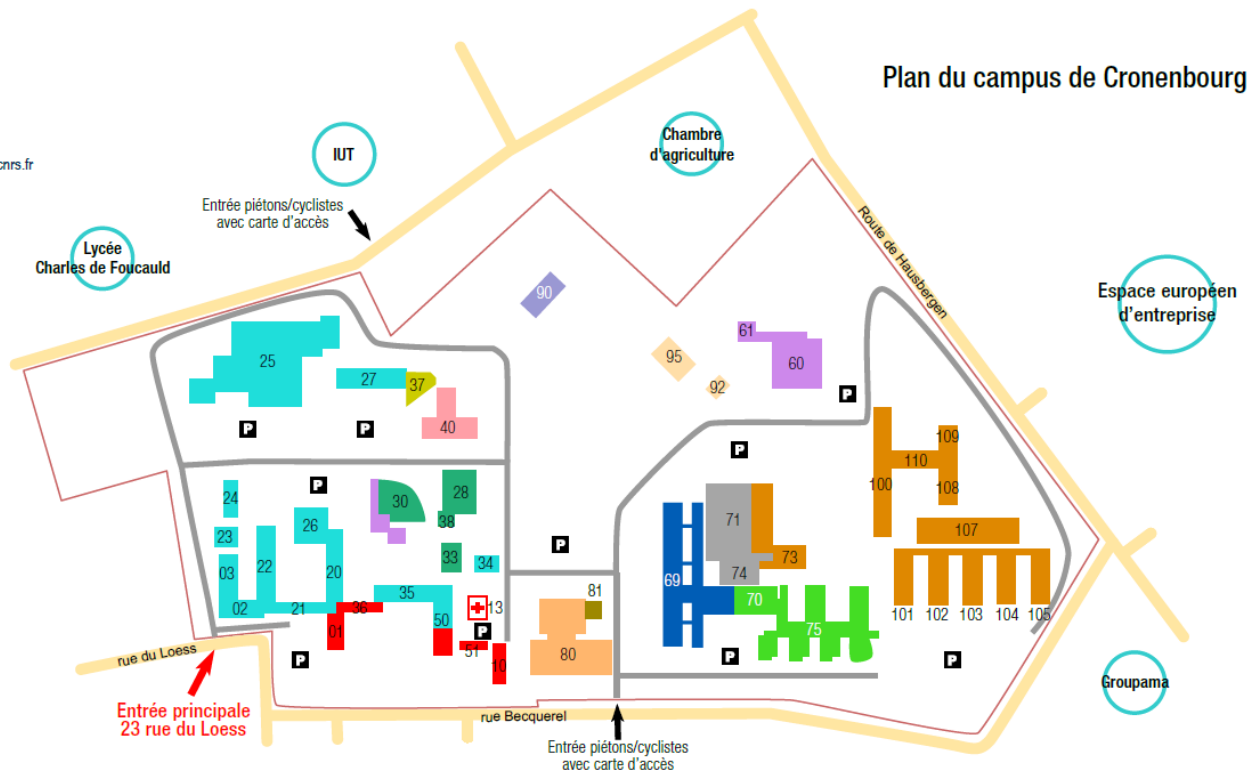 Plan du campus de Cronenbourg
cnrs.fr
IUT
Chambre
d'agriculture
Entrée piétons/cyclistes
avec carte d'accès
Lycée
Charles de Foucauld
Route de Hausbergen
Espace européen
d'entreprise
90
25
27
37
40
61
60
95
92
P
P
P
P
109
110
100
108
24
P
30
28
38
26
23
71
107
03
22
20
33
34
P
73
69
74
35
81
70
02
21
36
13
101
102
103
104
105
01
50
P
75
51
10
80
P
P
P
rue du Loess
Groupama
Entrée principale
23 rue du Loess
rue Becquerel
Entrée piétons/cyclistes
avec carte d'accès